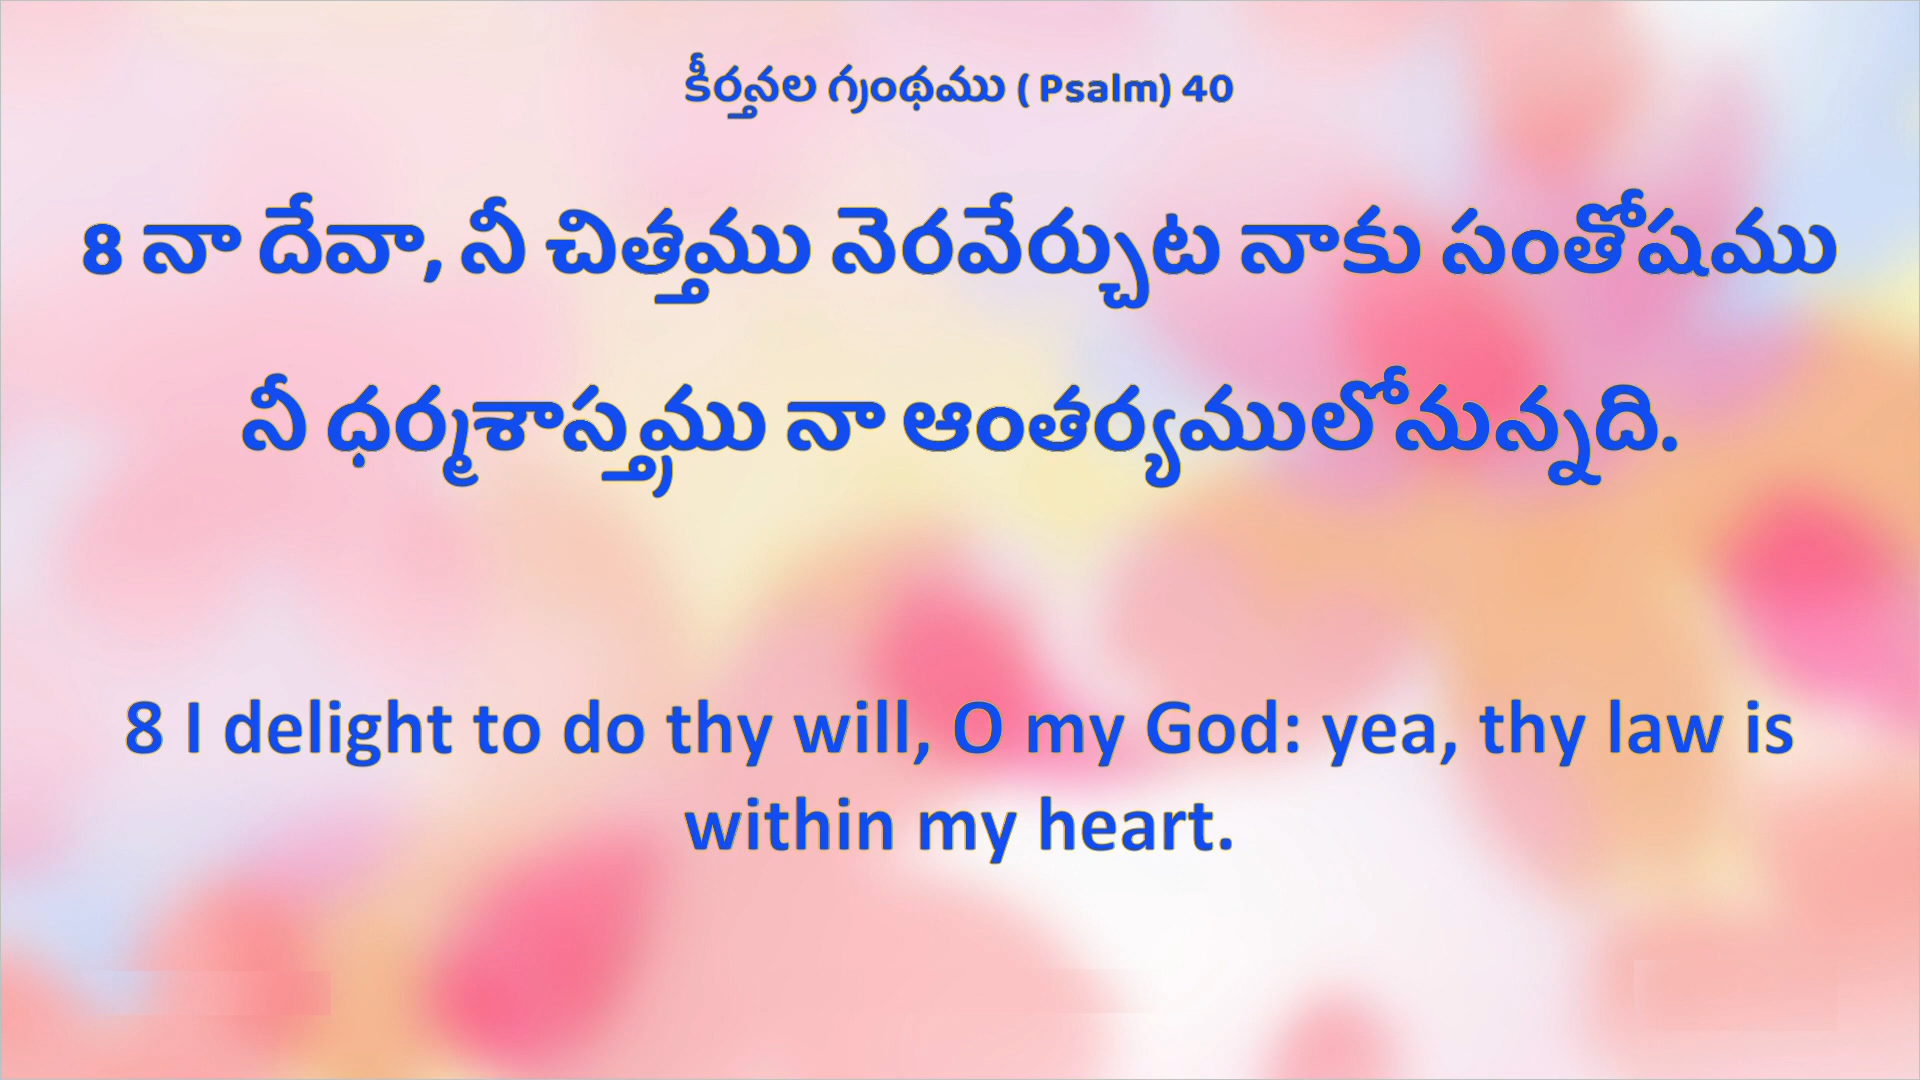 కీర్తనల గ్రంథము ( Psalm) 40
8 నా దేవా, నీ చిత్తము నెరవేర్చుట నాకు సంతోషము
నీ ధర్మశాస్త్రము నా ఆంతర్యములోనున్నది.
8 I delight to do thy will, O my God: yea, thy law is
within my heart.